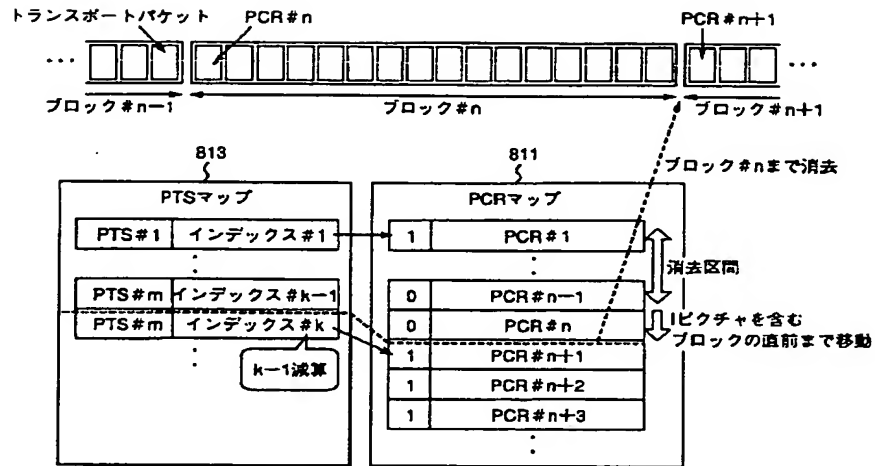 トランスポートパケット PCR#n PCR#n+1
... ...
ブロック#n−1 ブロック#n ブロック#n+1
813 811
ブロック#nまで消去
PTSマップ PCRマップ
PTS#1 インデックス#1 1 PCR#1
消去区間
PTS#m インデックス#k−1 0 PCR#n−1
PTS#m インデックス#k 0 PCR#n
Iピクチャを含む
ブロックの直前まで移動
1 PCR#n+1
k−1減算
1 PCR#n+2
1 PCR#n+3